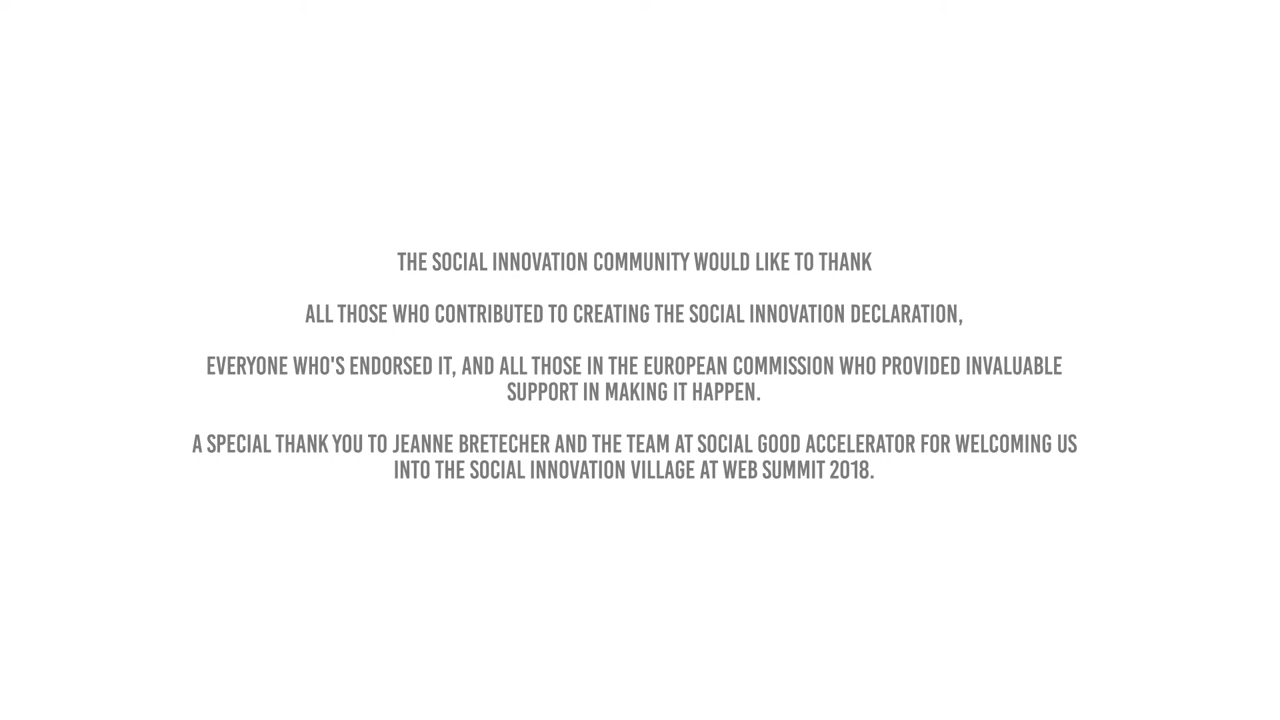 THE SOCIAL INNOVATION COMMUNITY WOULD LIKE TO THANK
ALL THOSE WHO CONTRIBUTED TO CREATING THE SOCIAL INNOVATION DECLARATION,
EVERYONE WHO'S ENDORSED IT, AND ALL THOSE IN THE EUROPEAN COMMISSION WHO PROVIDED INVALUABLE
SUPPORT IN MAKING IT HAPPEN.
A SPECIAL THANK YOU TO JEANNE BRETECHER AND THE TEAM AT SOCIAL GOOD ACCELERATOR FOR WELCOMING US
INTO THE SOCIAL INNOVATION VILLAGE AT WEB SUMMIT 2018.